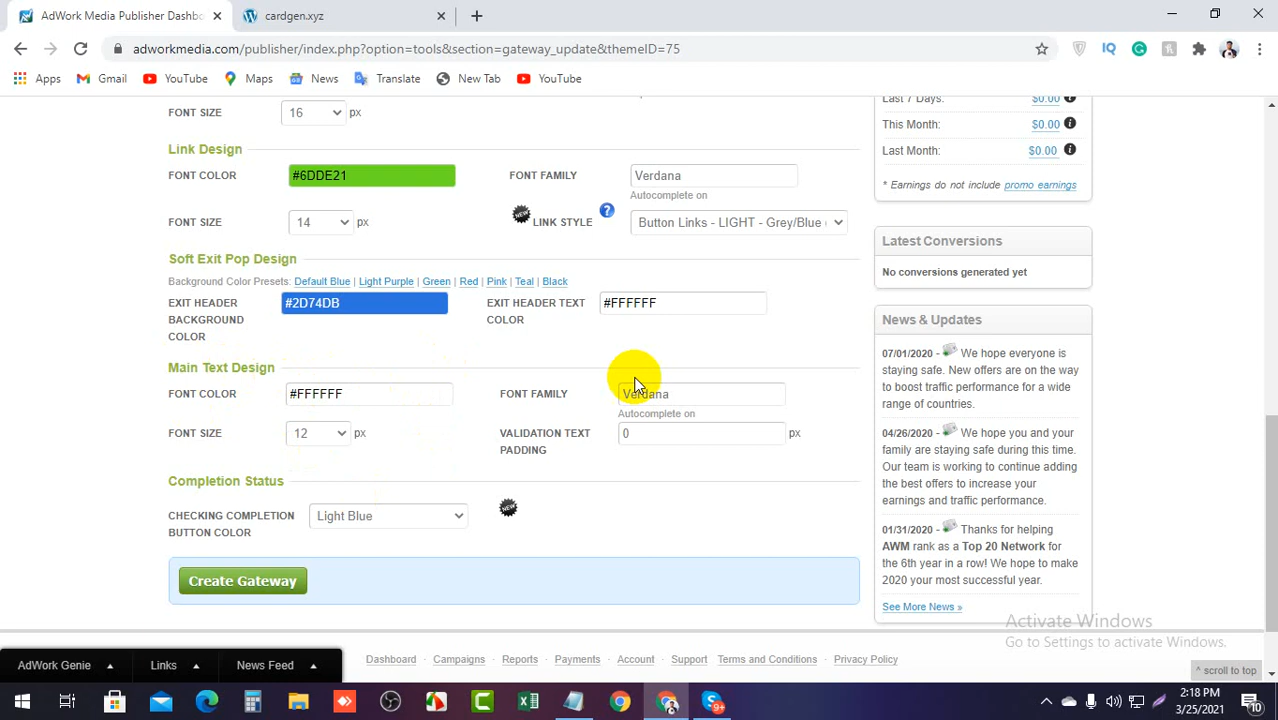 AdWork Media Publisher Dashbo
cardgen.xyz
adworkmedia.com/publisher/index.php?option=tools&section=gateway_update&themeID=75
Apps
Gmail
YouTube
Maps
News
Translate
New Tab
YouTube
FONT SIZE
16
px
Link Design
FONT COLOR
#6DDE21
FONT FAMILY
Verdana
Autocomplete on
FONT SIZE
14
px
NEW
LINK STYLE
?
Button Links - LIGHT - Grey/Blue
Soft Exit Pop Design
Background Color Presets: Default Blue | Light Purple | Green | Red | Pink | Teal | Black
EXIT HEADER
BACKGROUND
COLOR
#2D74DB
EXIT HEADER TEXT
COLOR
#FFFFFF
Main Text Design
FONT COLOR
#FFFFFF
FONT FAMILY
Verdana
Autocomplete on
FONT SIZE
12
px
VALIDATION TEXT
PADDING
0
px
Completion Status
CHECKING COMPLETION
BUTTON COLOR
Light Blue
NEW
Create Gateway
Last 7 Days:
$0.00
This Month:
$0.00
Last Month:
$0.00
* Earnings do not include promo earnings
Latest Conversions
No conversions generated yet
News & Updates
07/01/2020 - We hope everyone is
staying safe. New offers are on the way
to boost traffic performance for a wide
range of countries.
04/26/2020 - We hope you and your
family are staying safe during this time.
Our team is working to continue adding
the best offers to increase your
earnings and traffic performance.
01/31/2020 - Thanks for helping
AWM rank as a Top 20 Network for
the 6th year in a row! We hope to make
2020 your most successful year.
See More News »
Activate Windows
Go to Settings to activate Windows.
AdWork Genie
Links
News Feed
Dashboard · Campaigns · Reports · Payments · Account · Support · Terms and Conditions · Privacy Policy
^ scroll to top
2:18 PM
3/25/2021
9+
10